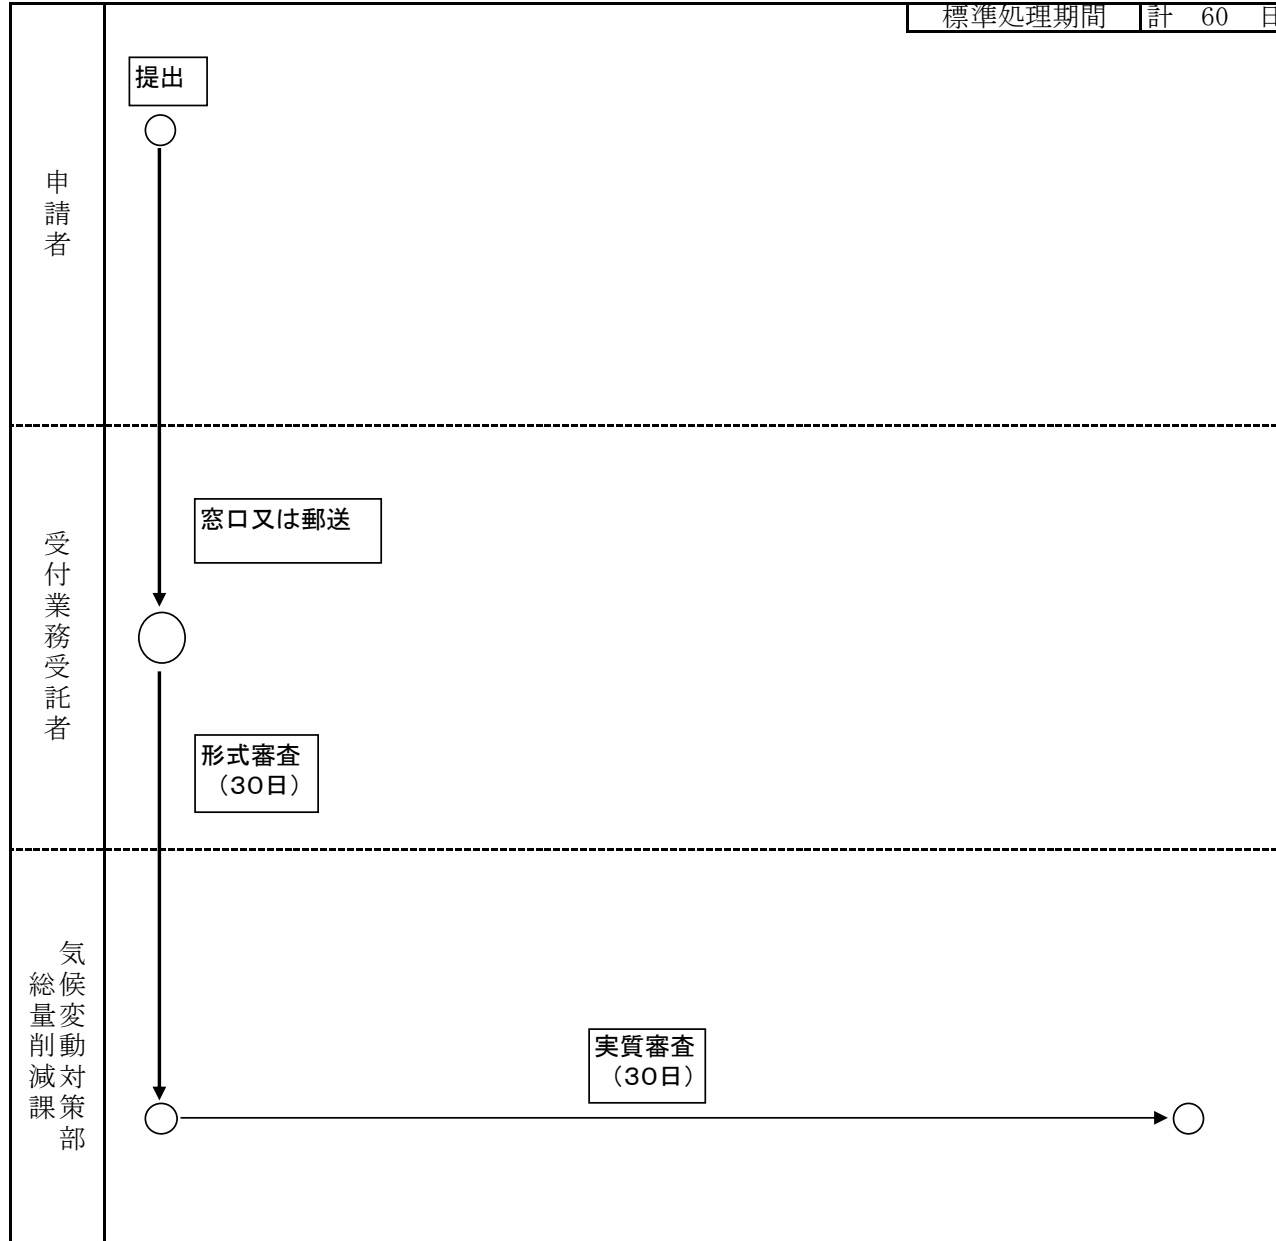 標準処理期間 計 60 日
提出
申請者
窓口又は郵送
受付業務受託者
形式審査
（30日）
気候変動対策部
総量削減課
実質審査
（30日）